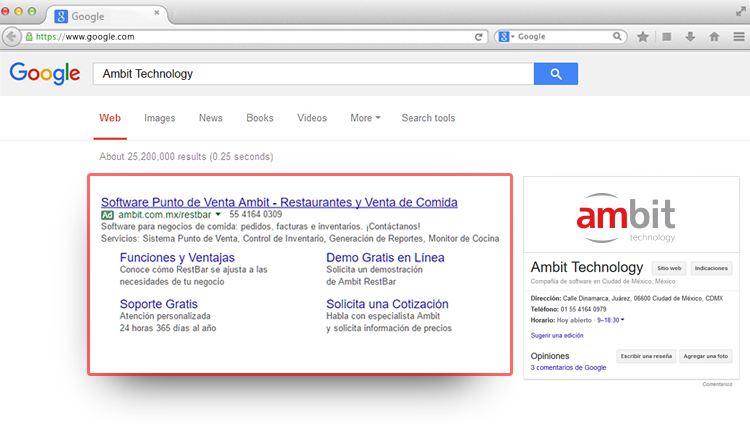 Google
https://www.google.com
Google
Google
Ambit Technology
Web
Images
News
Books
Videos
More
Search tools
About 25,200,000 results (0.25 seconds)
Software Punto de Venta Ambit - Restaurantes y Venta de Comida
Ad ambit.com.mx/restbar 55 4164 0309
Software para negocios de comida: pedidos, facturas e inventarios. ¡Contáctanos!
Servicios: Sistema Punto de Venta, Control de Inventario, Generación de Reportes, Monitor de Cocina
Funciones y Ventajas
Conoce cómo RestBar se ajusta a las
necesidades de tu negocio
Demo Gratis en Línea
Solicita un demostración
de Ambit RestBar
Soporte Gratis
Atención personalizada
24 horas 365 días al año
Solicita una Cotización
Habla con especialista Ambit
y solicita información de precios
ambit
technology
Ambit Technology
Sitio web
Indicaciones
Compañía de software en Ciudad de México, México
Dirección: Calle Dinamarca, Juárez, 06600 Ciudad de México, CDMX
Teléfono: 01 55 4164 0979
Horario: Hoy abierto · 9–18:30
Sugerir una edición
Opiniones
Escribir una reseña
Agregar una foto
3 comentarios de Google
Comentarios